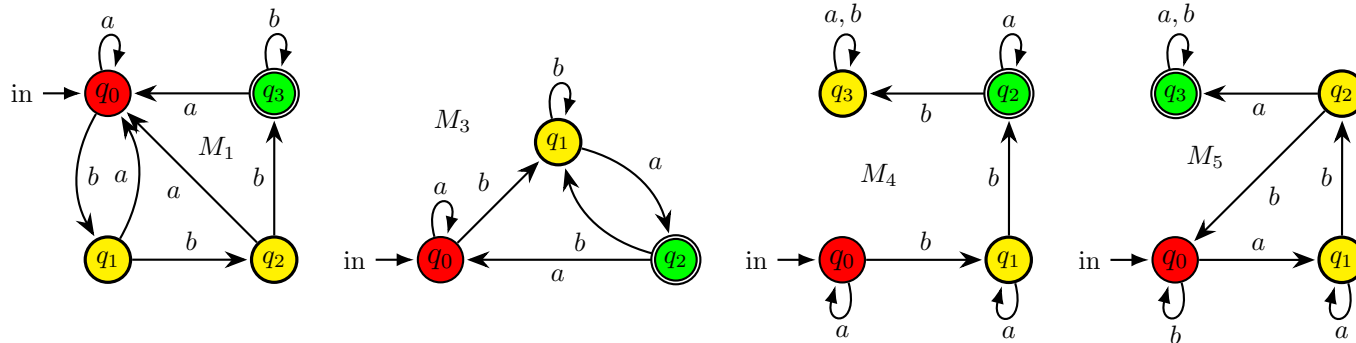 a b a, b a a, b
in q₀ a q₃ b q₃ b q₂ q₃ a q₂
M₁ M₃ q₁ M₅
b a a b b a M₄ b b b
a
q₁ b q₂ in q₀ b a q₂ in q₀ b q₁ in q₀ a q₁
a a b a